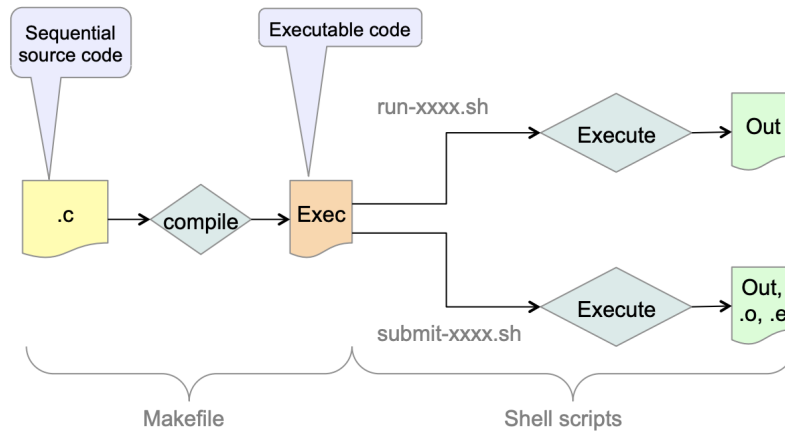 Sequential
source code
Executable code
run-xxxx.sh
Execute
Out
.c
compile
Exec
Execute
Out,
.o, .e
submit-xxxx.sh
Makefile
Shell scripts